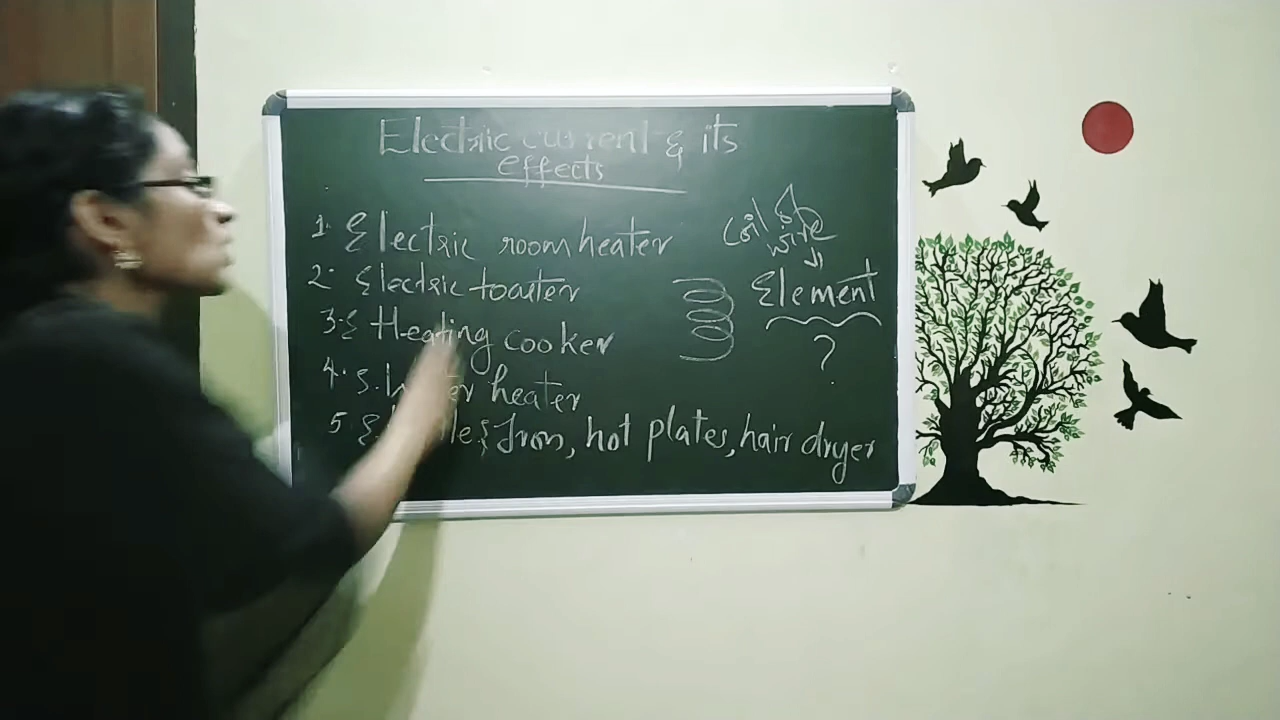 Electric current & its
effects
1. Electric room heater
2. Electric toaster
3. E Heating cooker
4. heater
5. Iron, hot plates, hair dryer
coil of
wire
Element
?